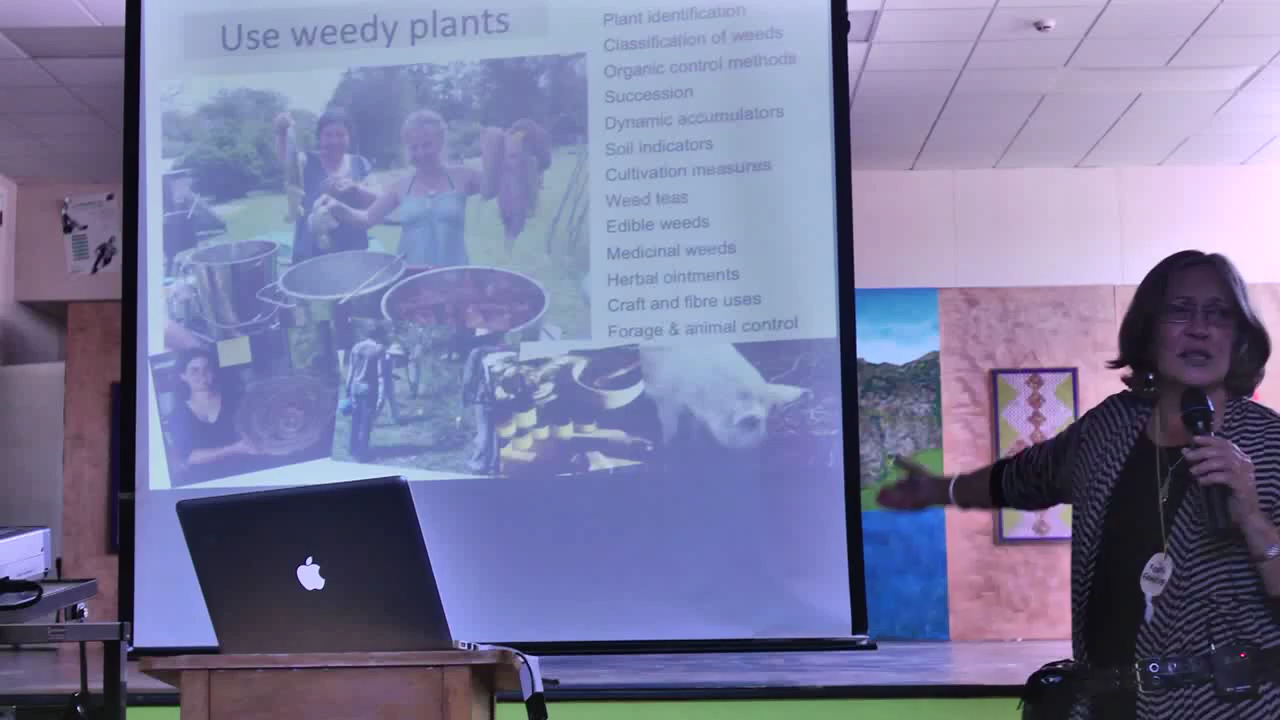 Use weedy plants
Plant identification
Classification of weeds
Organic control methods
Succession
Dynamic accumulators
Soil indicators
Cultivation measures
Weed teas
Edible weeds
Medicinal weeds
Herbal ointments
Craft and fibre uses
Forage & animal control